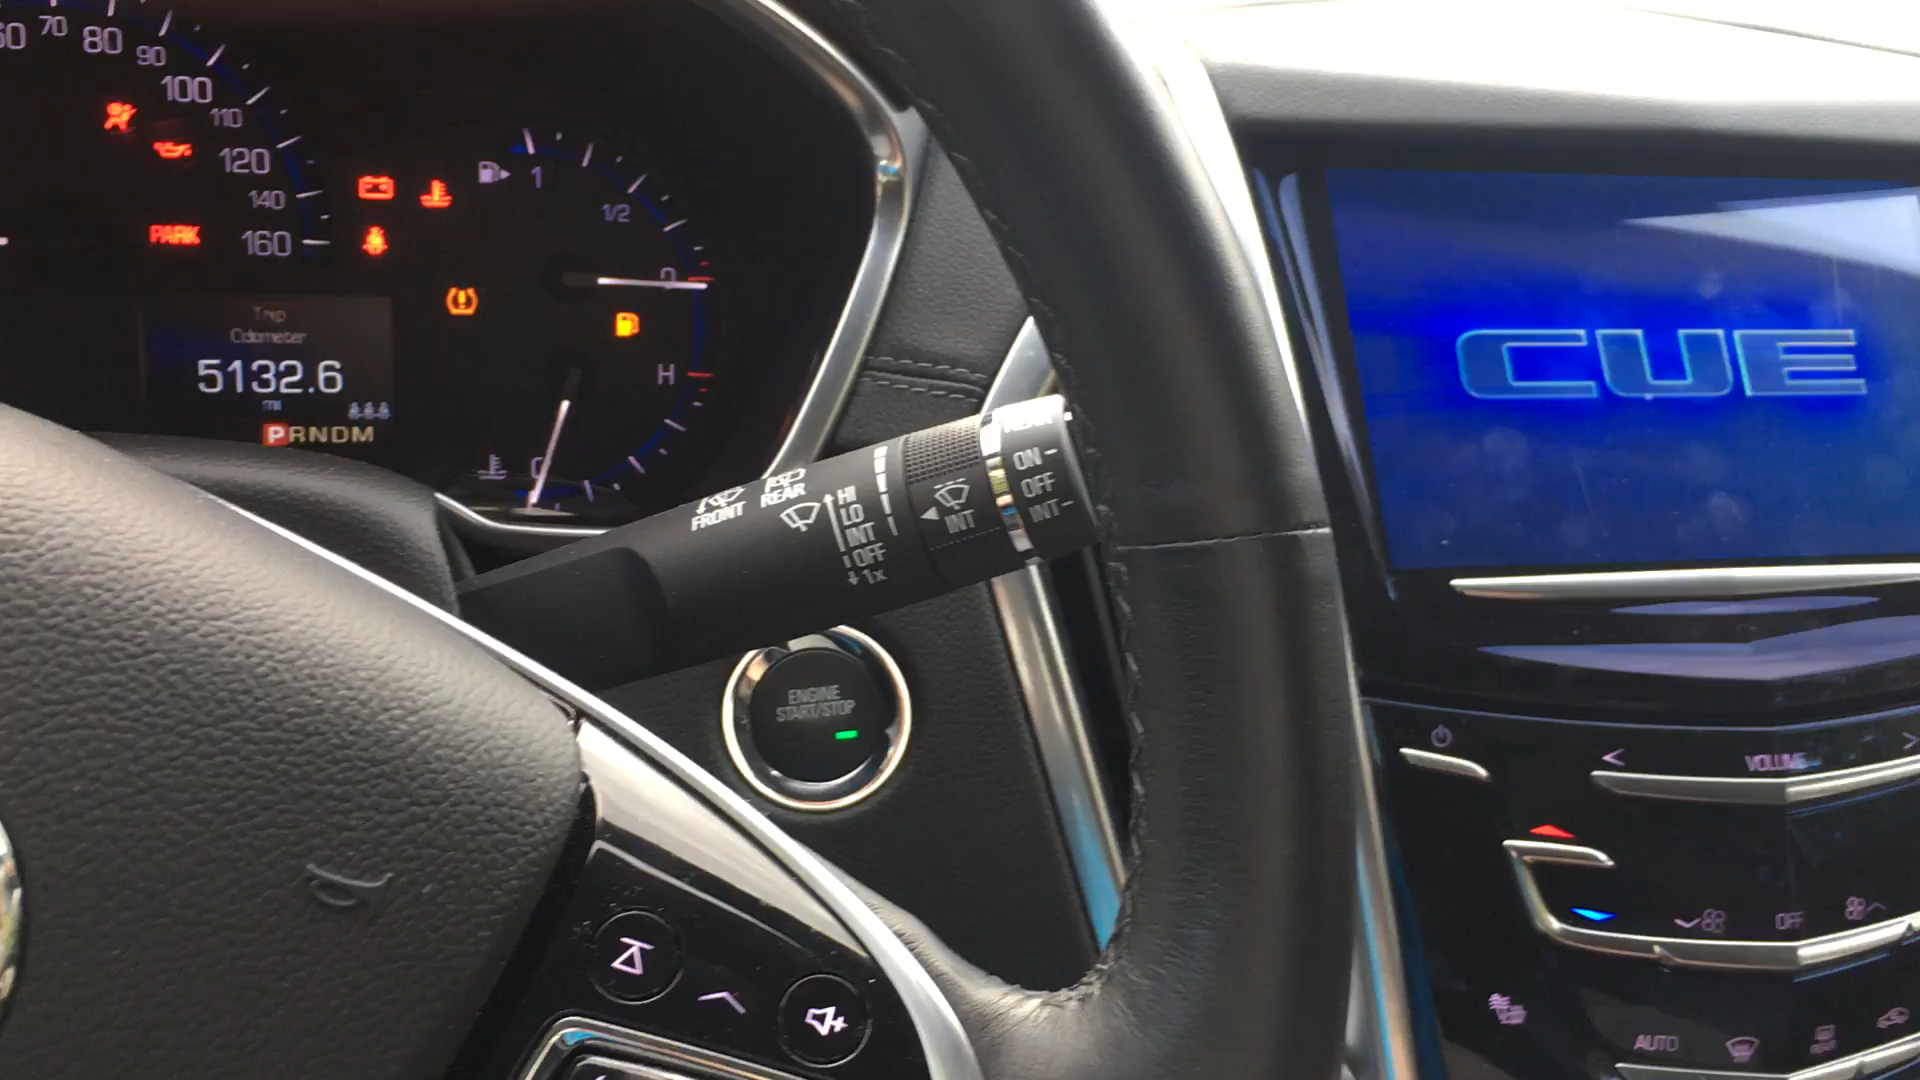 70
80
90
100
110
120
140
160
PARK
1
1/2
0
H
Trip
Odometer
5132.6
mi
PRNDM
FRONT
REAR
HI
LO
INT
OFF
1x
INT
ON
OFF
INT
ENGINE
START/STOP
CUE
VOLUME
OFF
AUTO